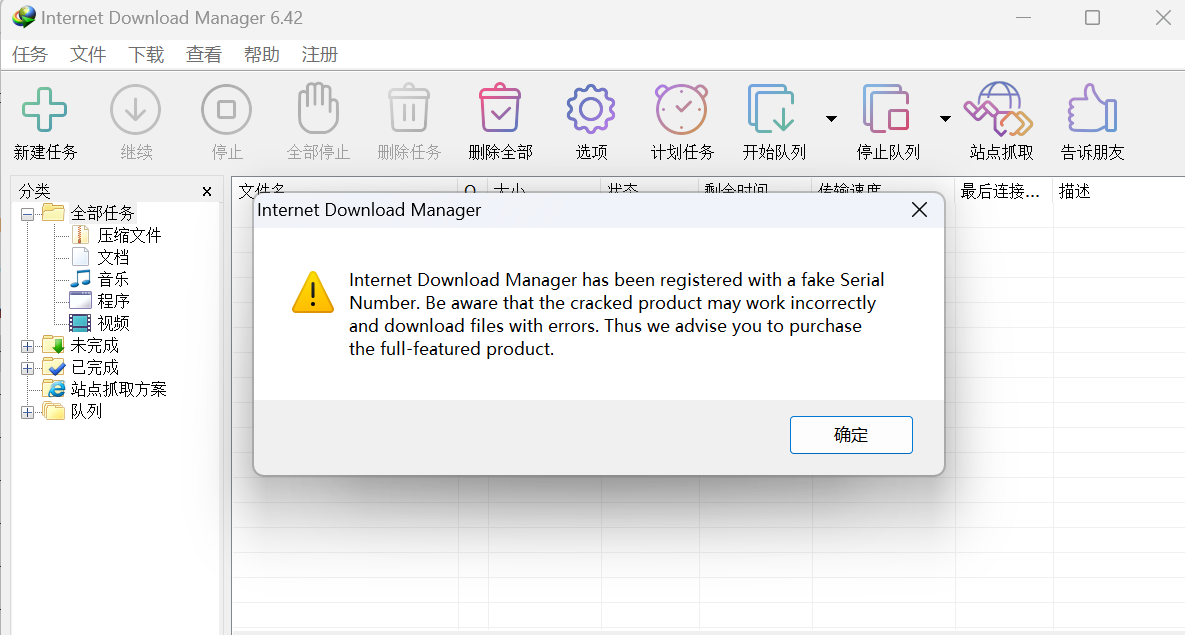 Internet Download Manager 6.42
任务 文件 下载 查看 帮助 注册
新建任务 继续 停止 全部停止 删除任务 删除全部 选项 计划任务 开始队列 停止队列 站点抓取 告诉朋友
分类
全部任务
压缩文件
文档
音乐
程序
视频
未完成
已完成
站点抓取方案
队列
文件名 Q 大小 状态 剩余时间 传输速度 最后连接... 描述
Internet Download Manager
Internet Download Manager has been registered with a fake Serial
Number. Be aware that the cracked product may work incorrectly
and download files with errors. Thus we advise you to purchase
the full-featured product.
确定